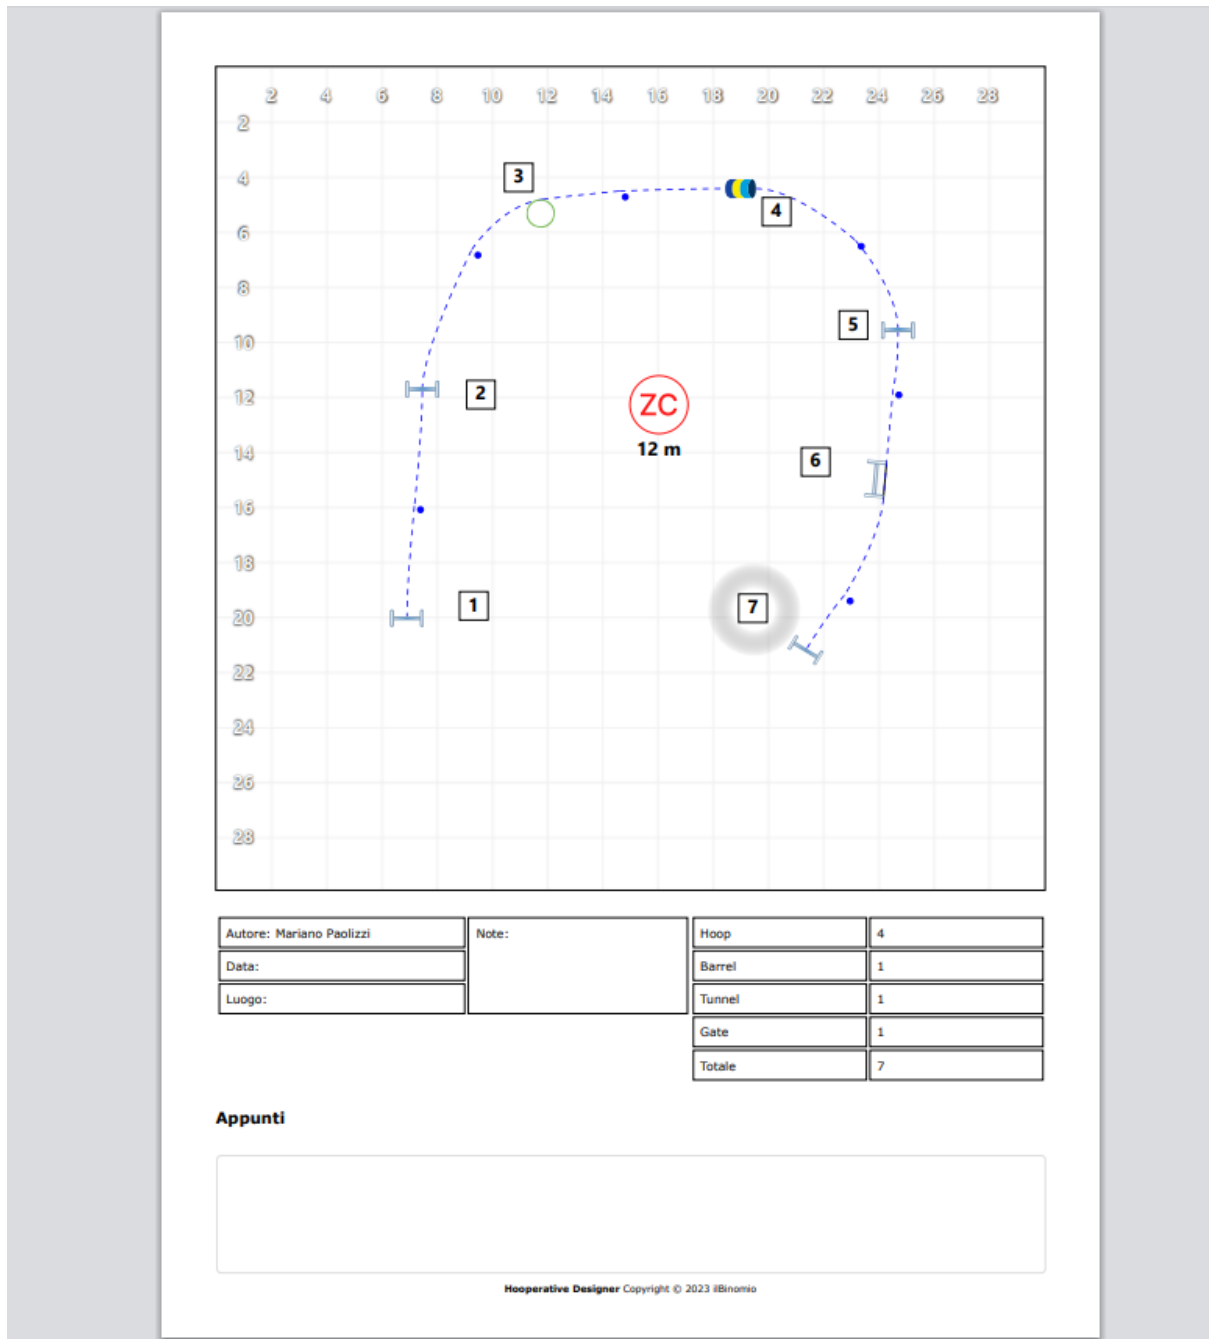 2 4 6 8 10 12 14 16 18 20 22 24 26 28
2
4
6
8
10
12
14
16
18
20
22
24
26
28
3
4
5
2
ZC
12 m
6
1
7
Autore: Mariano Paolizzi
Data:
Luogo:
Note:
Hoop 4
Barrel 1
Tunnel 1
Gate 1
Totale 7
Appunti
Hooperative Designer Copyright © 2023 ilBinomio